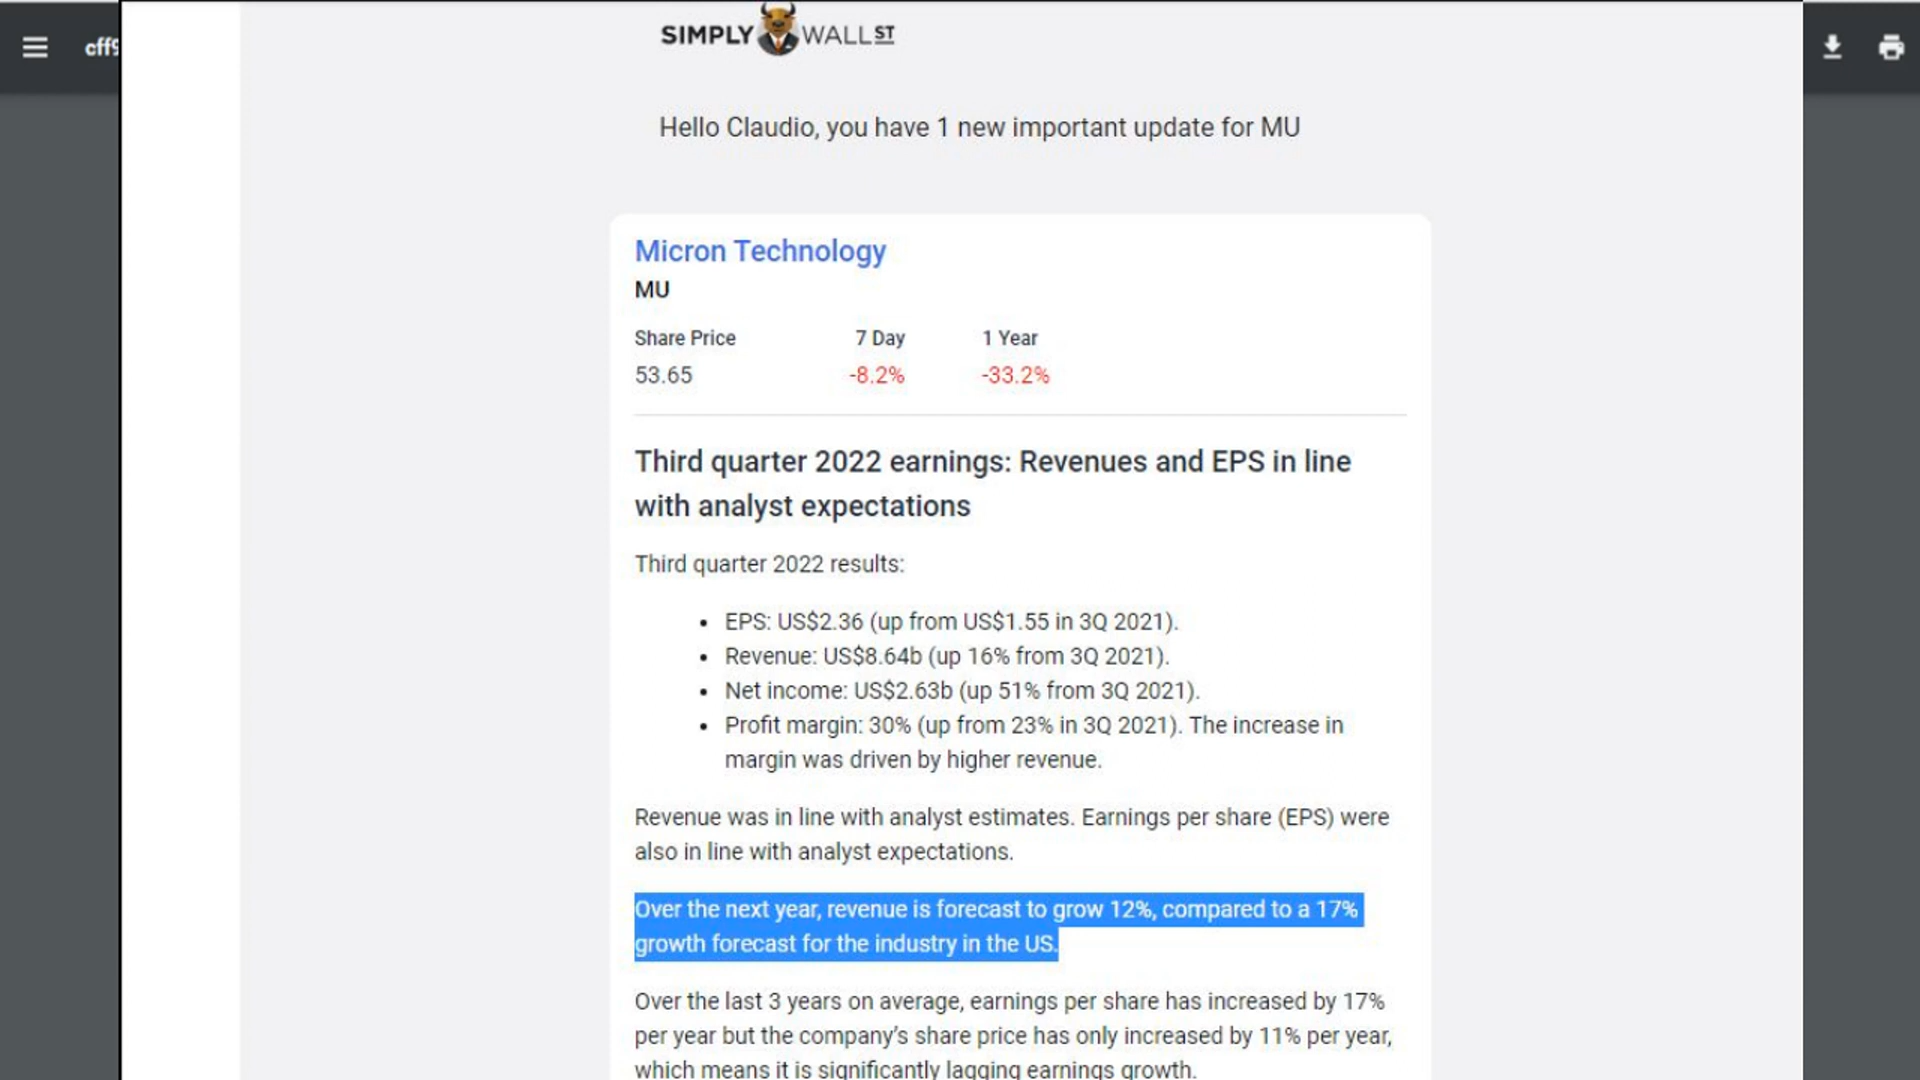 SIMPLY WALL ST
cff9
Hello Claudio, you have 1 new important update for MU
Micron Technology
MU
Share Price 7 Day 1 Year
53.65 -8.2% -33.2%
Third quarter 2022 earnings: Revenues and EPS in line
with analyst expectations
Third quarter 2022 results:
• EPS: US$2.36 (up from US$1.55 in 3Q 2021).
• Revenue: US$8.64b (up 16% from 3Q 2021).
• Net income: US$2.63b (up 51% from 3Q 2021).
• Profit margin: 30% (up from 23% in 3Q 2021). The increase in
margin was driven by higher revenue.
Revenue was in line with analyst estimates. Earnings per share (EPS) were
also in line with analyst expectations.
Over the next year, revenue is forecast to grow 12%, compared to a 17%
growth forecast for the industry in the US.
Over the last 3 years on average, earnings per share has increased by 17%
per year but the company's share price has only increased by 11% per year,
which means it is significantly lagging earnings growth.